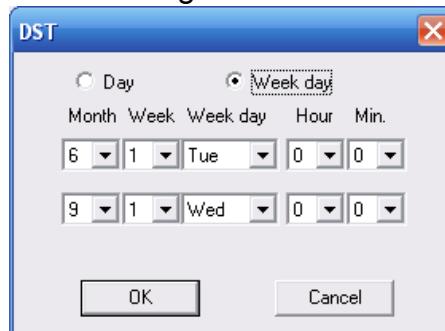 DST
Day Week day
Month Week Week day Hour Min.
6 1 Tue 0 0
9 1 Wed 0 0
OK Cancel